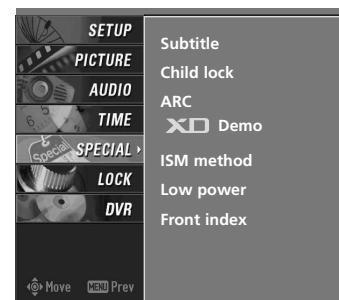 SETUP
PICTURE
AUDIO
TIME
SPECIAL
LOCK
DVR
Move MENU Prev
Subtitle
Child lock
ARC
XD Demo
ISM method
Low power
Front index